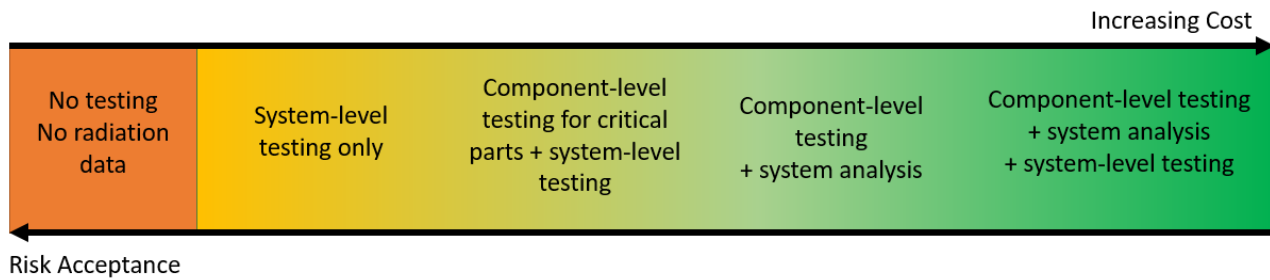 Increasing Cost
No testing
No radiation
data
System-level
testing only
Component-level
testing for critical
parts + system-level
testing
Component-level
testing
+ system analysis
Component-level testing
+ system analysis
+ system-level testing
Risk Acceptance